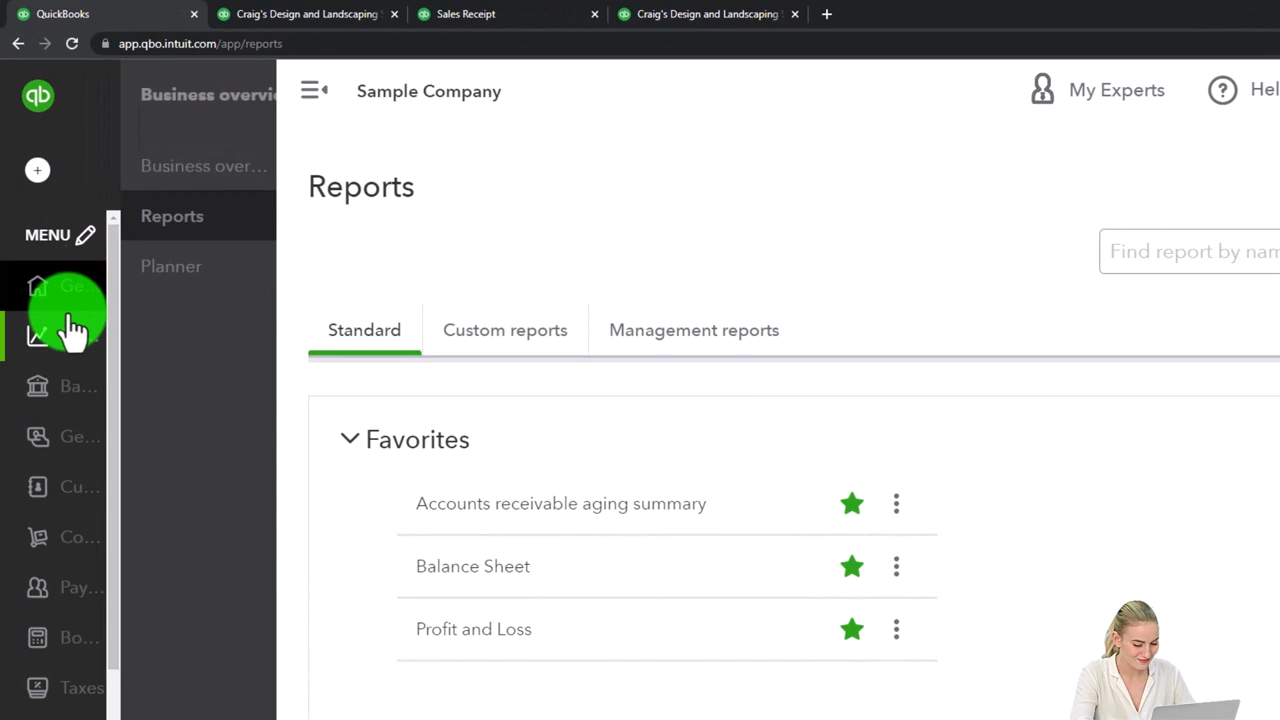 QuickBooks
Craig's Design and Landscaping
Sales Receipt
Craig's Design and Landscaping
app.qbo.intuit.com/app/reports
qb
Sample Company
My Experts
Hel
Business overvi
Business over...
Reports
Planner
MENU
Ge...
Ba...
Ge...
Cu...
Co...
Pay...
Bo...
Taxes
Reports
Find report by nam
Standard
Custom reports
Management reports
Favorites
Accounts receivable aging summary
Balance Sheet
Profit and Loss